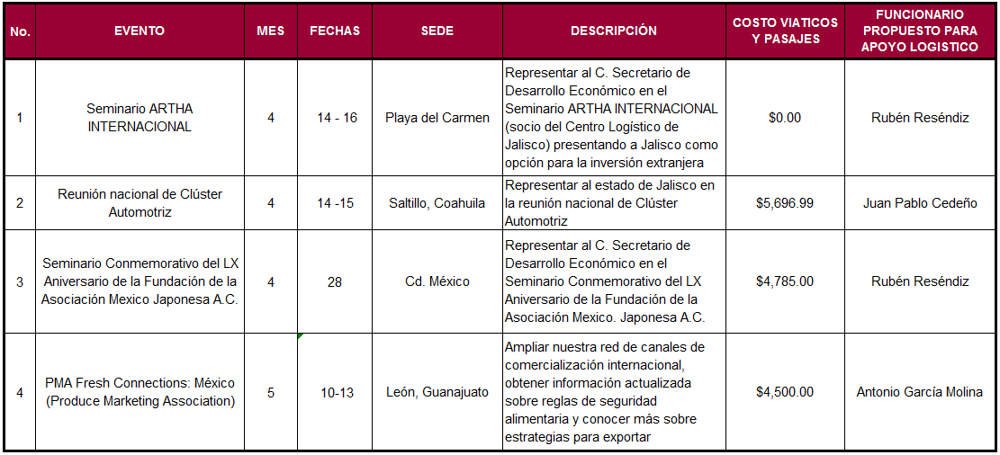 No. EVENTO MES FECHAS SEDE DESCRIPCIÓN COSTO VIATICOS Y PASAJES FUNCIONARIO PROPUESTO PARA APOYO LOGISTICO
1
Seminario ARTHA
INTERNACIONAL
4
14 - 16
Playa del Carmen
Representar al C. Secretario de
Desarrollo Económico en el
Seminario ARTHA INTERNACIONAL
(socio del Centro Logístico de
Jalisco) presentando a Jalisco como
opción para la inversión extranjera
$0.00
Rubén Reséndiz
2
Reunión nacional de Clúster
Automotriz
4
14 -15
Saltillo, Coahuila
Representar al estado de Jalisco en
la reunión nacional de Clúster
Automotriz
$5,696.99
Juan Pablo Cedeño
3
Seminario Conmemorativo del LX
Aniversario de la Fundación de la
Asociación Mexico Japonesa A.C.
4
28
Cd. México
Representar al C. Secretario de
Desarrollo Económico en el
Seminario Conmemorativo del LX
Aniversario de la Fundación de la
Asociación Mexico. Japonesa A.C.
$4,785.00
Rubén Reséndiz
4
PMA Fresh Connections: México
(Produce Marketing Association)
5
10-13
León, Guanajuato
Ampliar nuestra red de canales de
comercialización internacional,
obtener información actualizada
sobre reglas de seguridad
alimentaria y conocer más sobre
estrategias para exportar
$4,500.00
Antonio García Molina